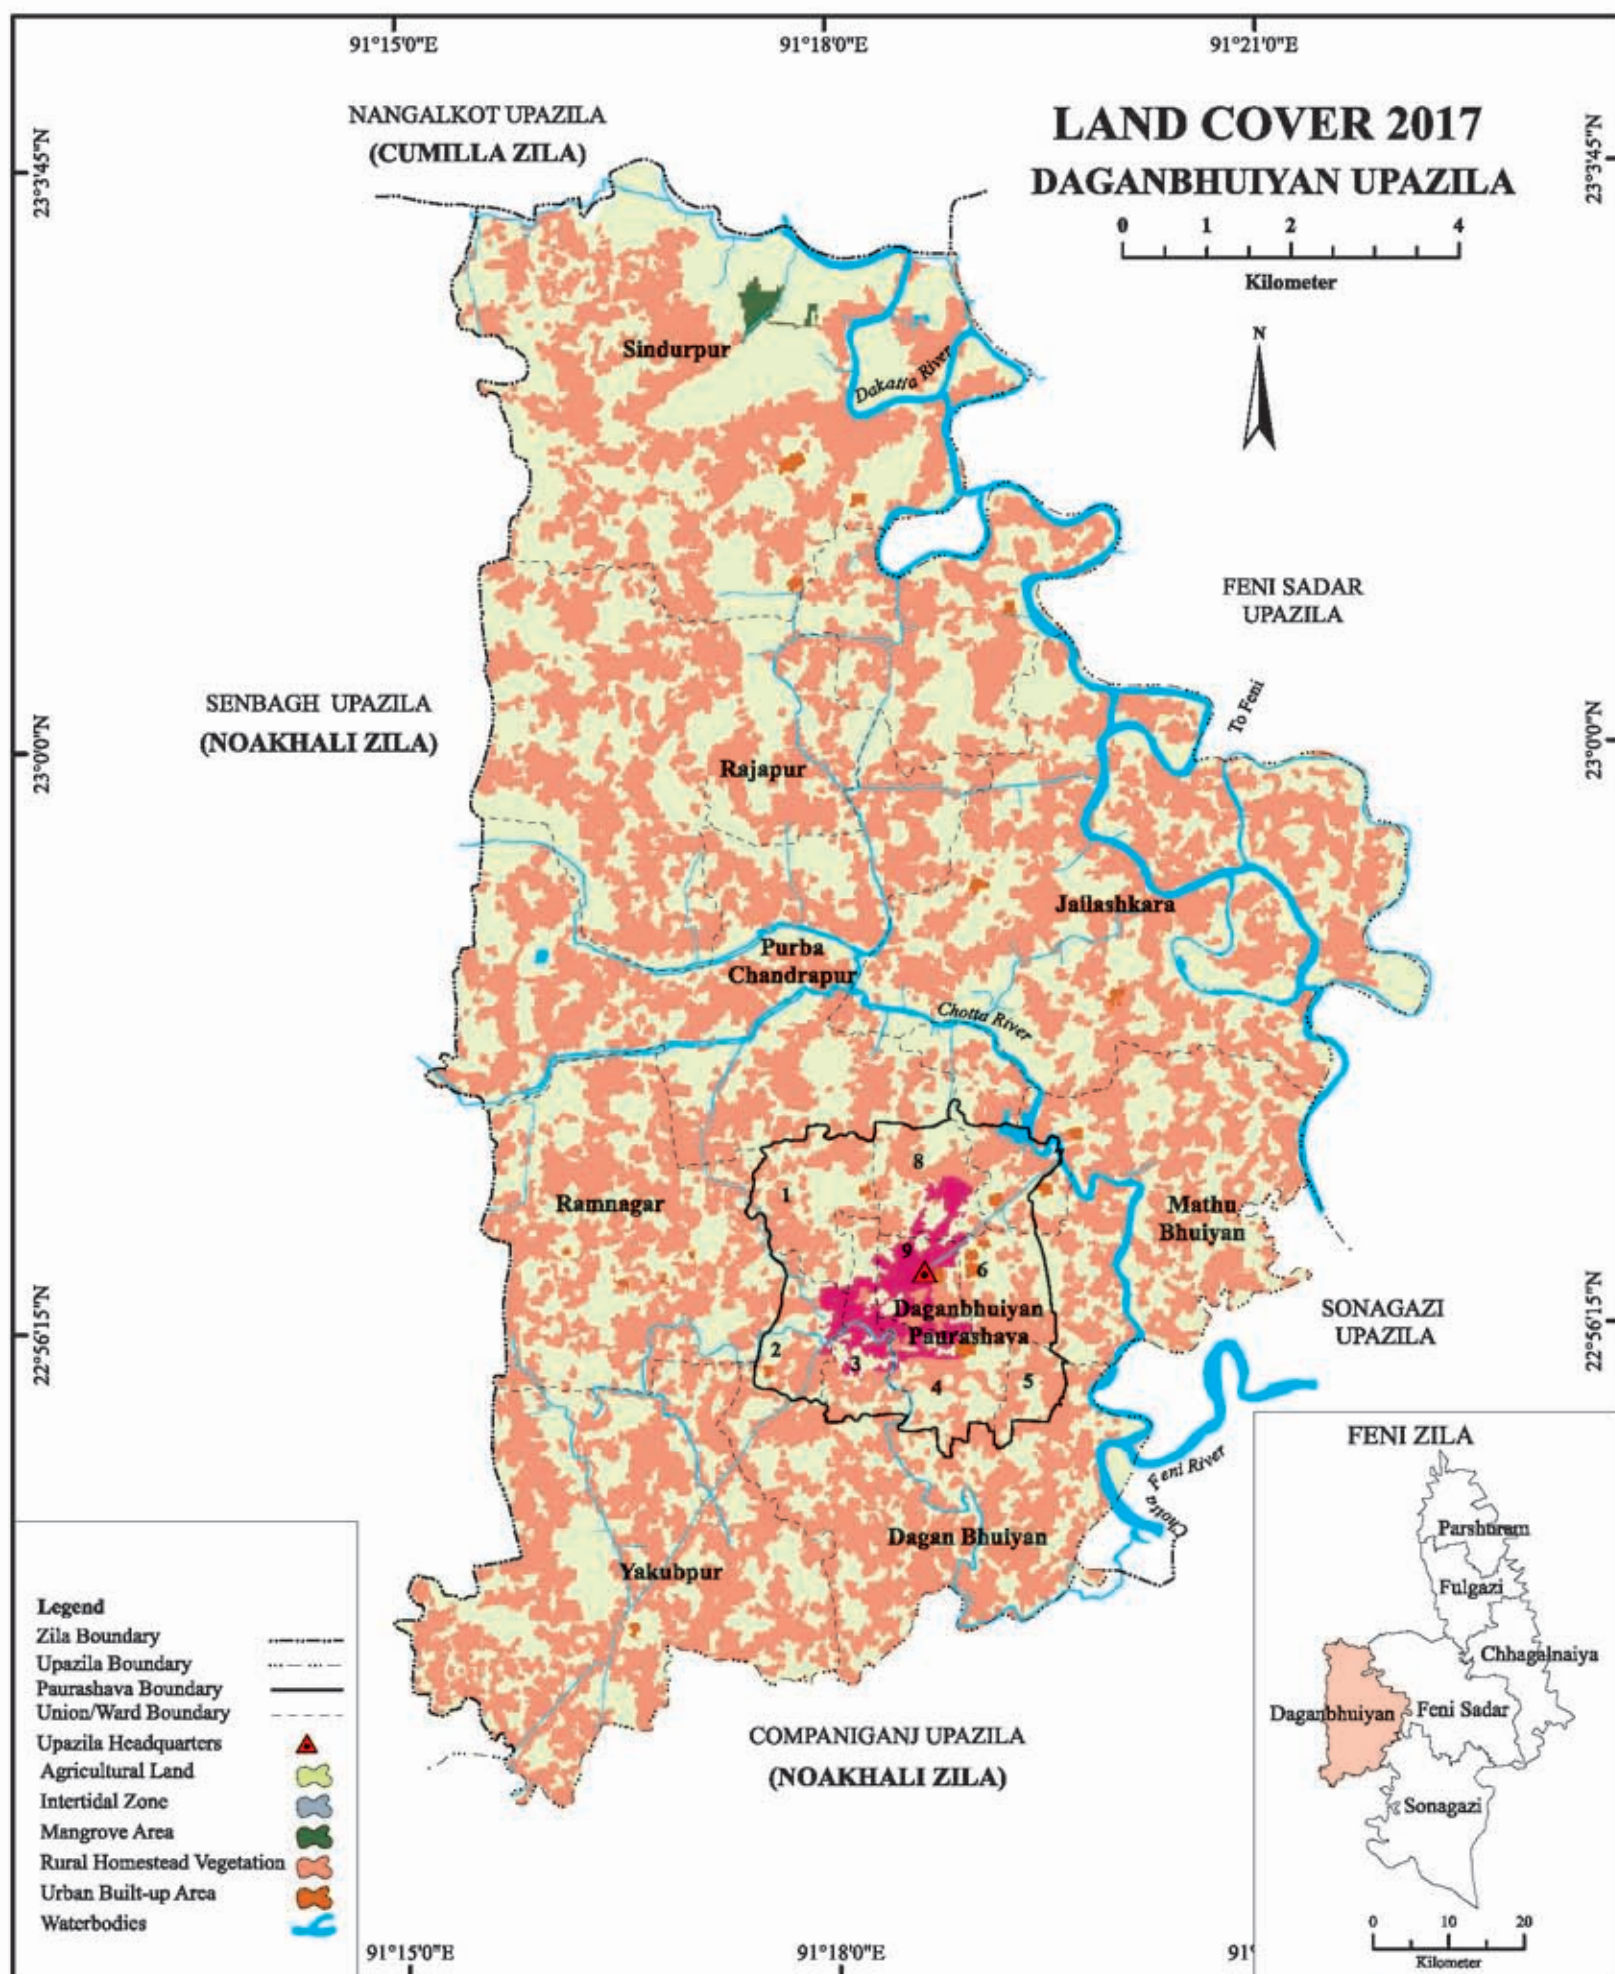 91°15'0"E
91°18'0"E
91°21'0"E
NANGALKOT UPAZILA
(CUMILLA ZILA)
LAND COVER 2017
DAGANBHUIYAN UPAZILA
0 1 2 4
Kilometer
N
23°3'45"N
23°3'45"N
Sindurpur
Dakatia River
FENI SADAR
UPAZILA
To Feni
SENBAGH UPAZILA
(NOAKHALI ZILA)
23°0'0"N
23°0'0"N
Rajapur
Jailashkara
Purba
Chandrapur
Chotta River
8
1
Ramnagar
Mathu
Bhuiyan
9
6
Daganbhuiyan
Paurashava
2
3
4
5
SONAGAZI
UPAZILA
22°56'15"N
22°56'15"N
Chotta Feni River
Dagan Bhuiyan
Yakubpur
COMPANIGANJ UPAZILA
(NOAKHALI ZILA)
Legend
Zila Boundary
Upazila Boundary
Paurashava Boundary
Union/Ward Boundary
Upazila Headquarters
Agricultural Land
Intertidal Zone
Mangrove Area
Rural Homestead Vegetation
Urban Built-up Area
Waterbodies
FENI ZILA
Parshuram
Fulgazi
Chhagalnaiya
Daganbhuiyan
Feni Sadar
Sonagazi
0 10 20
Kilometer
91°15'0"E
91°18'0"E
91°